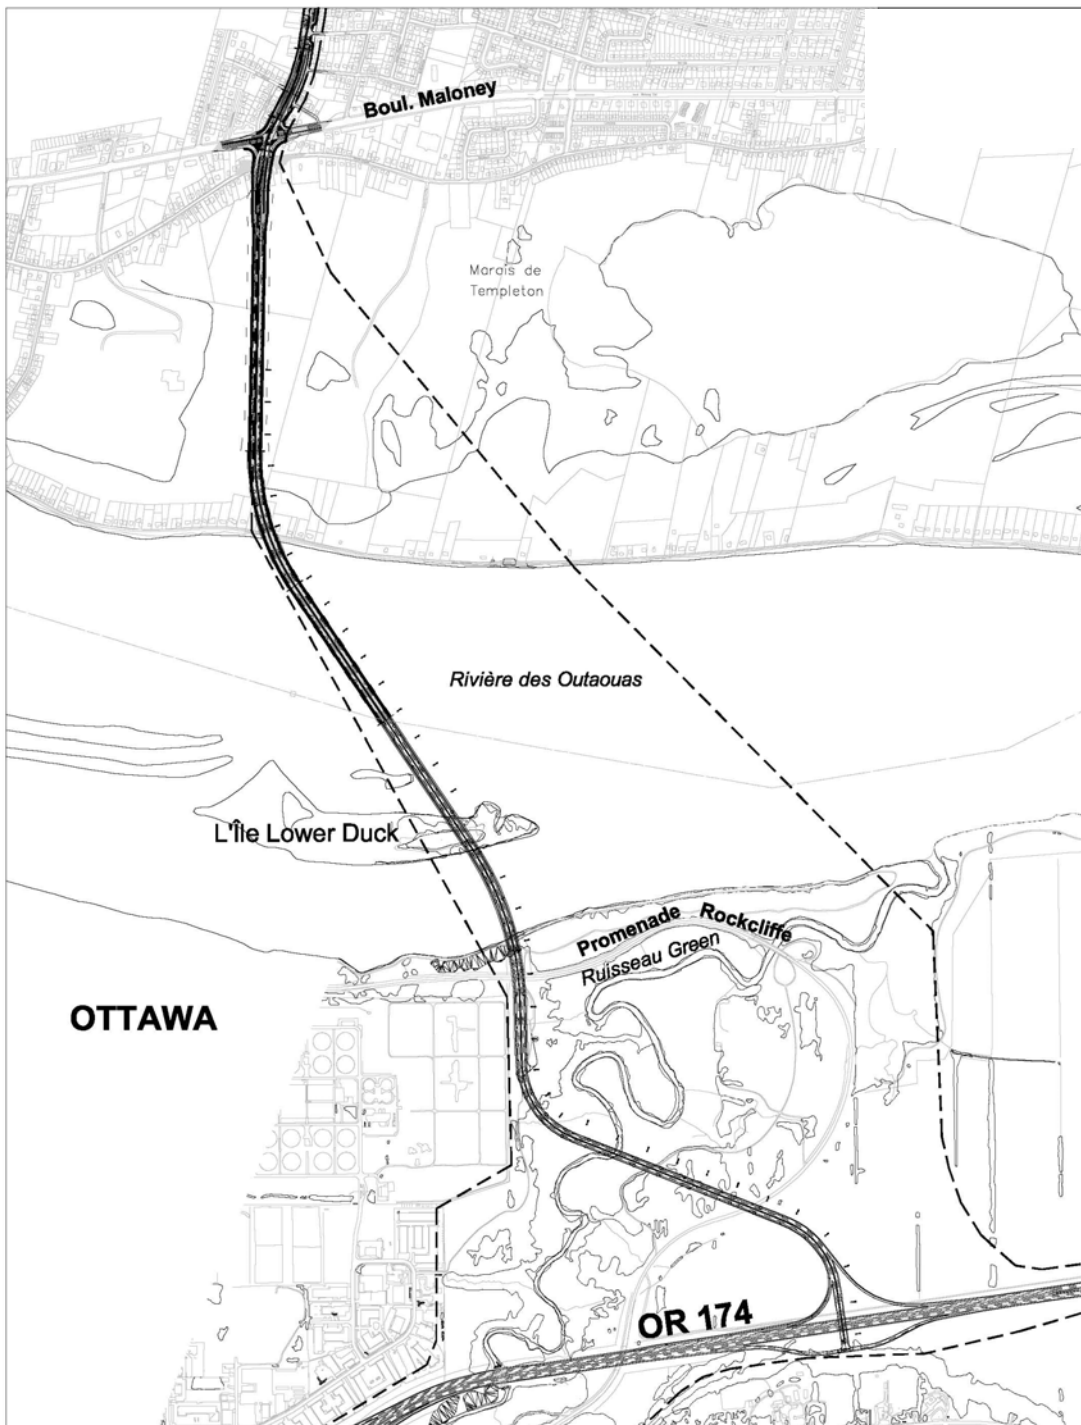 Boul. Maloney
Marais de
Templeton
Rivière des Outaouas
L'Île Lower Duck
Promenade Rockcliffe
Ruisseau Green
OTTAWA
OR 174